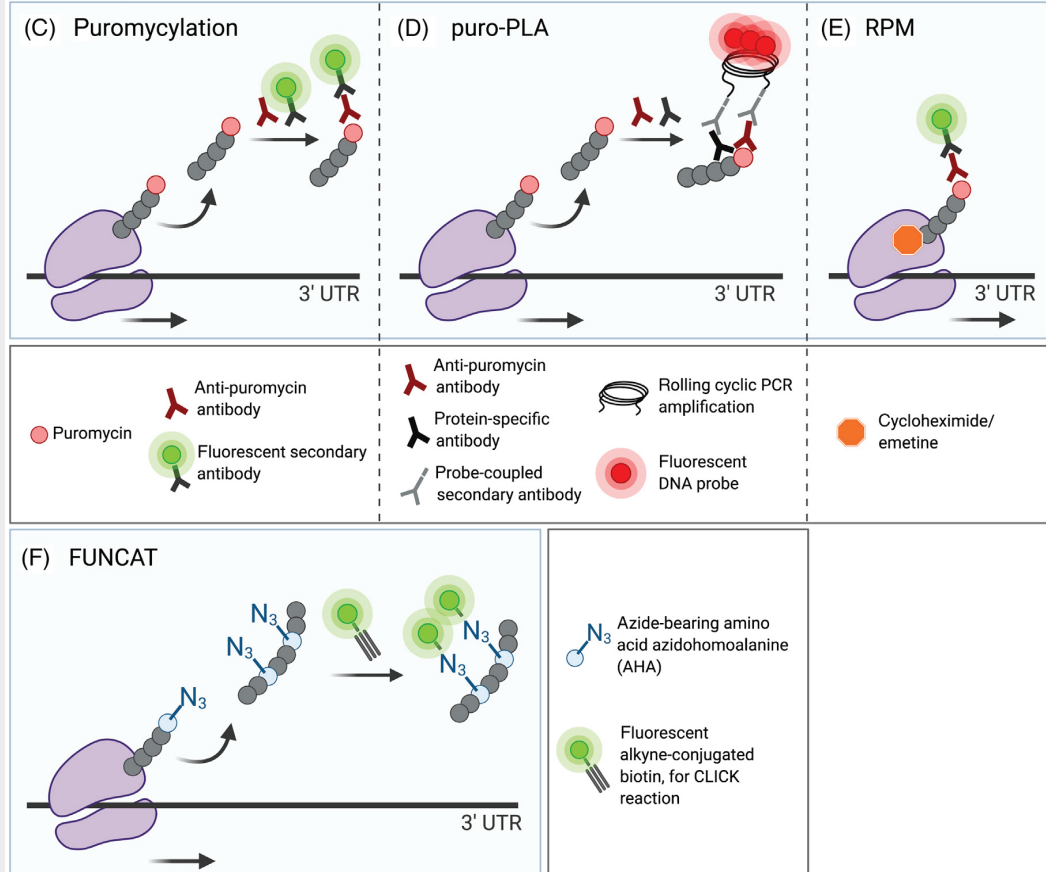 (C) Puromycylation
(D) puro-PLA
(E) RPM
3' UTR
3' UTR
3' UTR
Puromycin
Anti-puromycin
antibody
Fluorescent secondary
antibody
Anti-puromycin
antibody
Protein-specific
antibody
Probe-coupled
secondary antibody
Rolling cyclic PCR
amplification
Fluorescent
DNA probe
Cycloheximide/
emetine
(F) FUNCAT
N3
N3
N3
N3
N3
3' UTR
N3
Azide-bearing amino
acid azidohomoalanine
(AHA)
Fluorescent
alkyne-conjugated
biotin, for CLICK
reaction